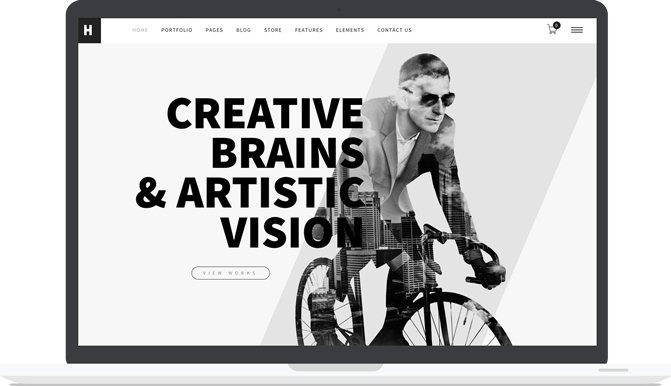 H
HOME PORTFOLIO PAGES BLOG STORE FEATURES ELEMENTS CONTACT US
0
CREATIVE
BRAINS
& ARTISTIC
VISION
VIEW WORKS